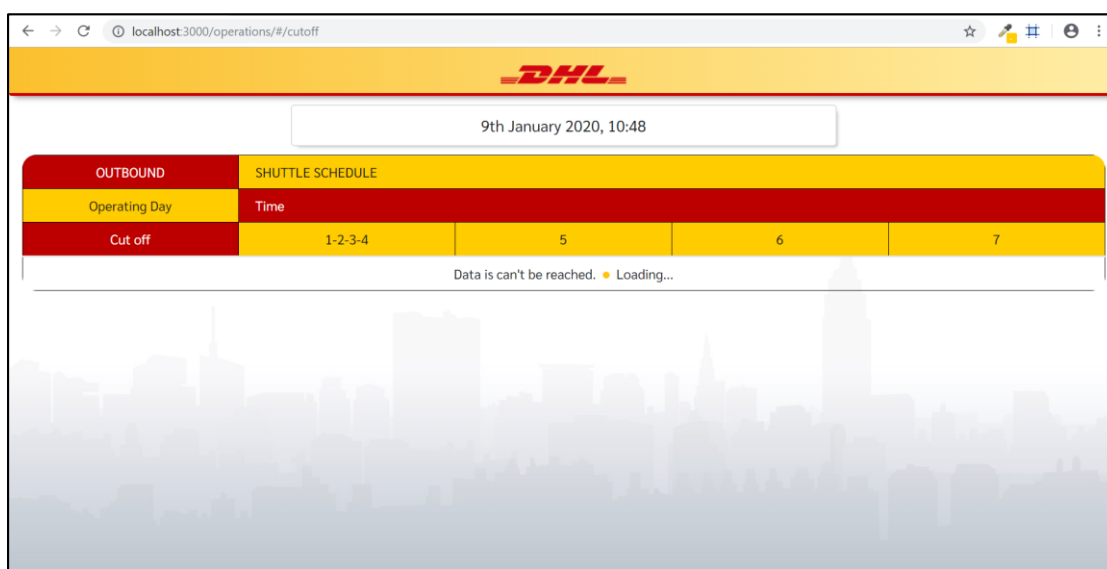 localhost:3000/operations/#/cutoff
DHL
9th January 2020, 10:48
OUTBOUND SHUTTLE SCHEDULE
Operating Day Time
Cut off 1-2-3-4 5 6 7
Data is can't be reached. Loading...